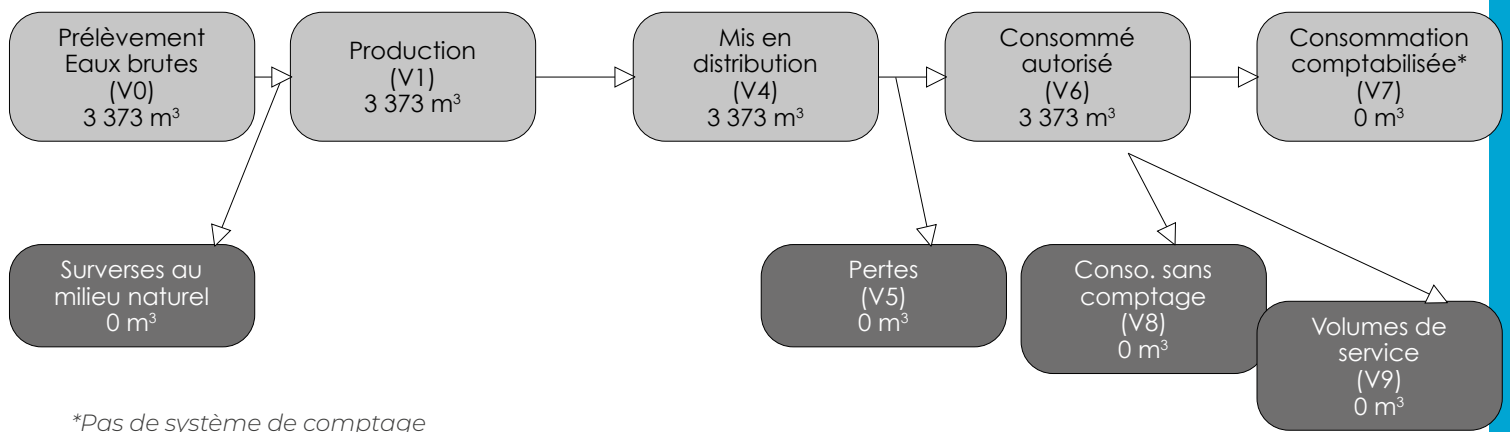 Prélèvement
Eaux brutes
(V0)
3 373 m³
Production
(V1)
3 373 m³
Mis en
distribution
(V4)
3 373 m³
Consommé
autorisé
(V6)
3 373 m³
Consommation
comptabilisée*
(V7)
0 m³
Surverses au
milieu naturel
0 m³
Pertes
(V5)
0 m³
Conso. sans
comptage
(V8)
0 m³
Volumes de
service
(V9)
0 m³
*Pas de système de comptage